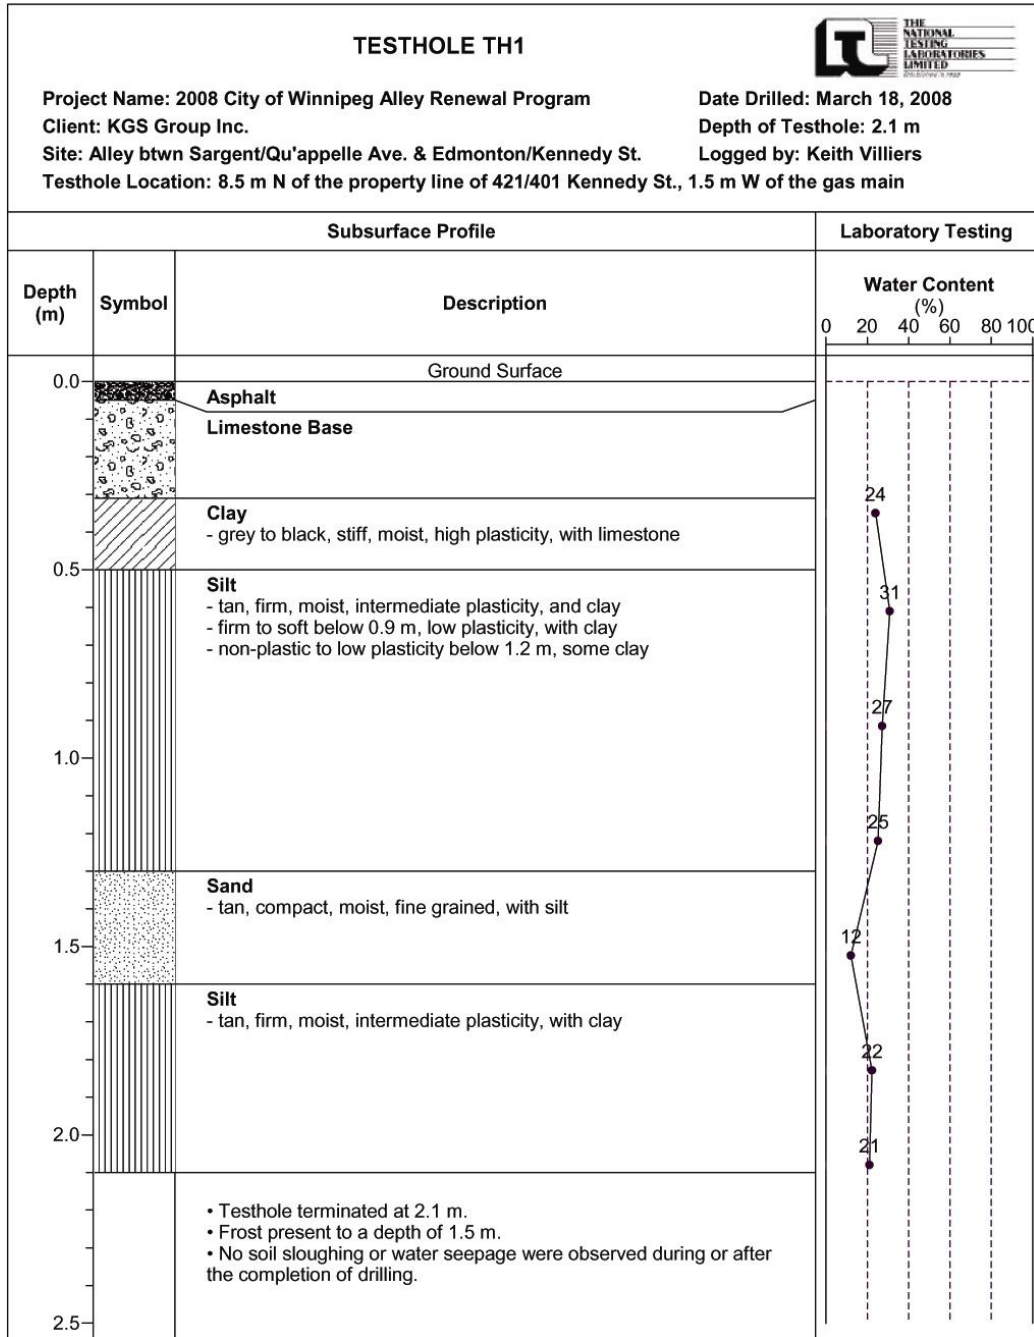 TESTHOLE TH1
THE
NATIONAL
TESTING
LABORATORIES
LIMITED
Project Name: 2008 City of Winnipeg Alley Renewal Program
Date Drilled: March 18, 2008
Client: KGS Group Inc.
Depth of Testhole: 2.1 m
Site: Alley btwn Sargent/Qu'appelle Ave. & Edmonton/Kennedy St.
Logged by: Keith Villiers
Testhole Location: 8.5 m N of the property line of 421/401 Kennedy St., 1.5 m W of the gas main
Subsurface Profile
Laboratory Testing
Depth
(m)
Symbol
Description
Water Content
(%)
0 20 40 60 80 100
Ground Surface
0.0
Asphalt
Limestone Base
24
Clay
- grey to black, stiff, moist, high plasticity, with limestone
0.5
Silt
31
- tan, firm, moist, intermediate plasticity, and clay
- firm to soft below 0.9 m, low plasticity, with clay
- non-plastic to low plasticity below 1.2 m, some clay
27
1.0
25
Sand
- tan, compact, moist, fine grained, with silt
12
1.5
Silt
- tan, firm, moist, intermediate plasticity, with clay
22
2.0
21
• Testhole terminated at 2.1 m.
• Frost present to a depth of 1.5 m.
• No soil sloughing or water seepage were observed during or after
the completion of drilling.
2.5